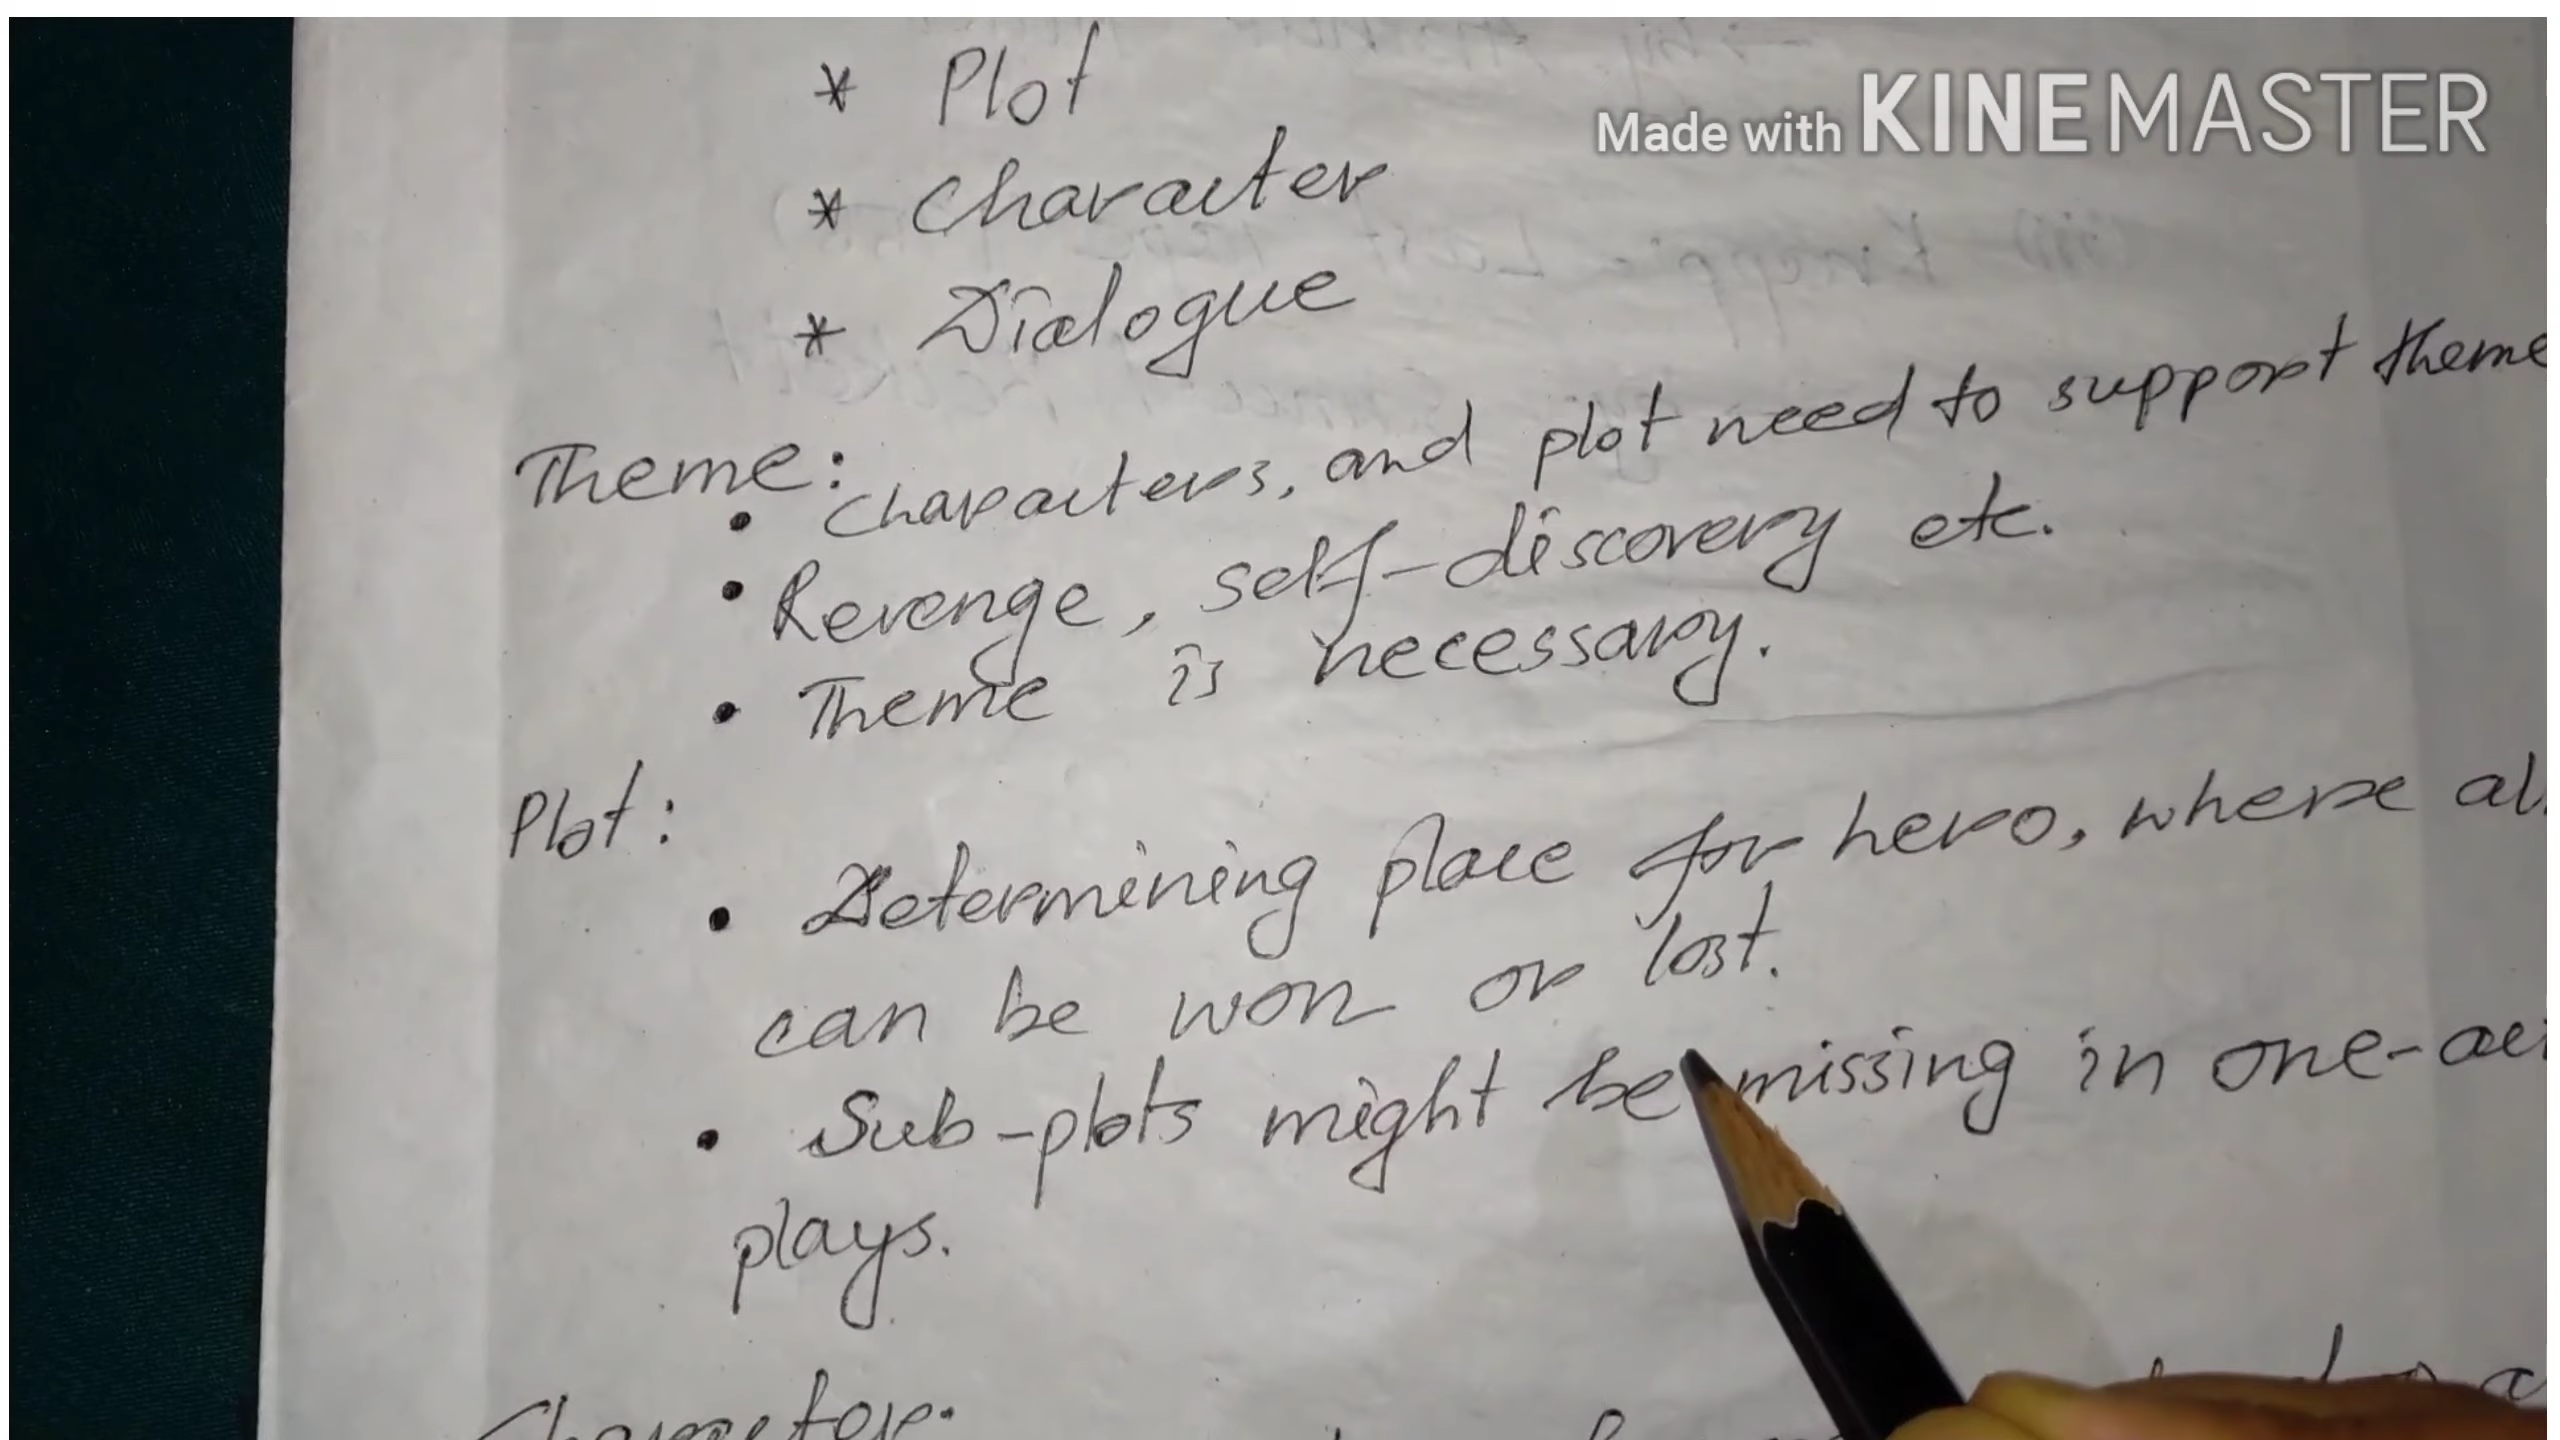 * Plot
Made with KINEMASTER
* Character
* Dialogue
Theme:
• Characters, and plot need to support theme
• Revenge, self-discovery etc.
• Theme is necessary.
Plot:
• Determining place for hero, where al
can be won or lost.
• Sub-plots might be missing in one-act
plays.
Character: